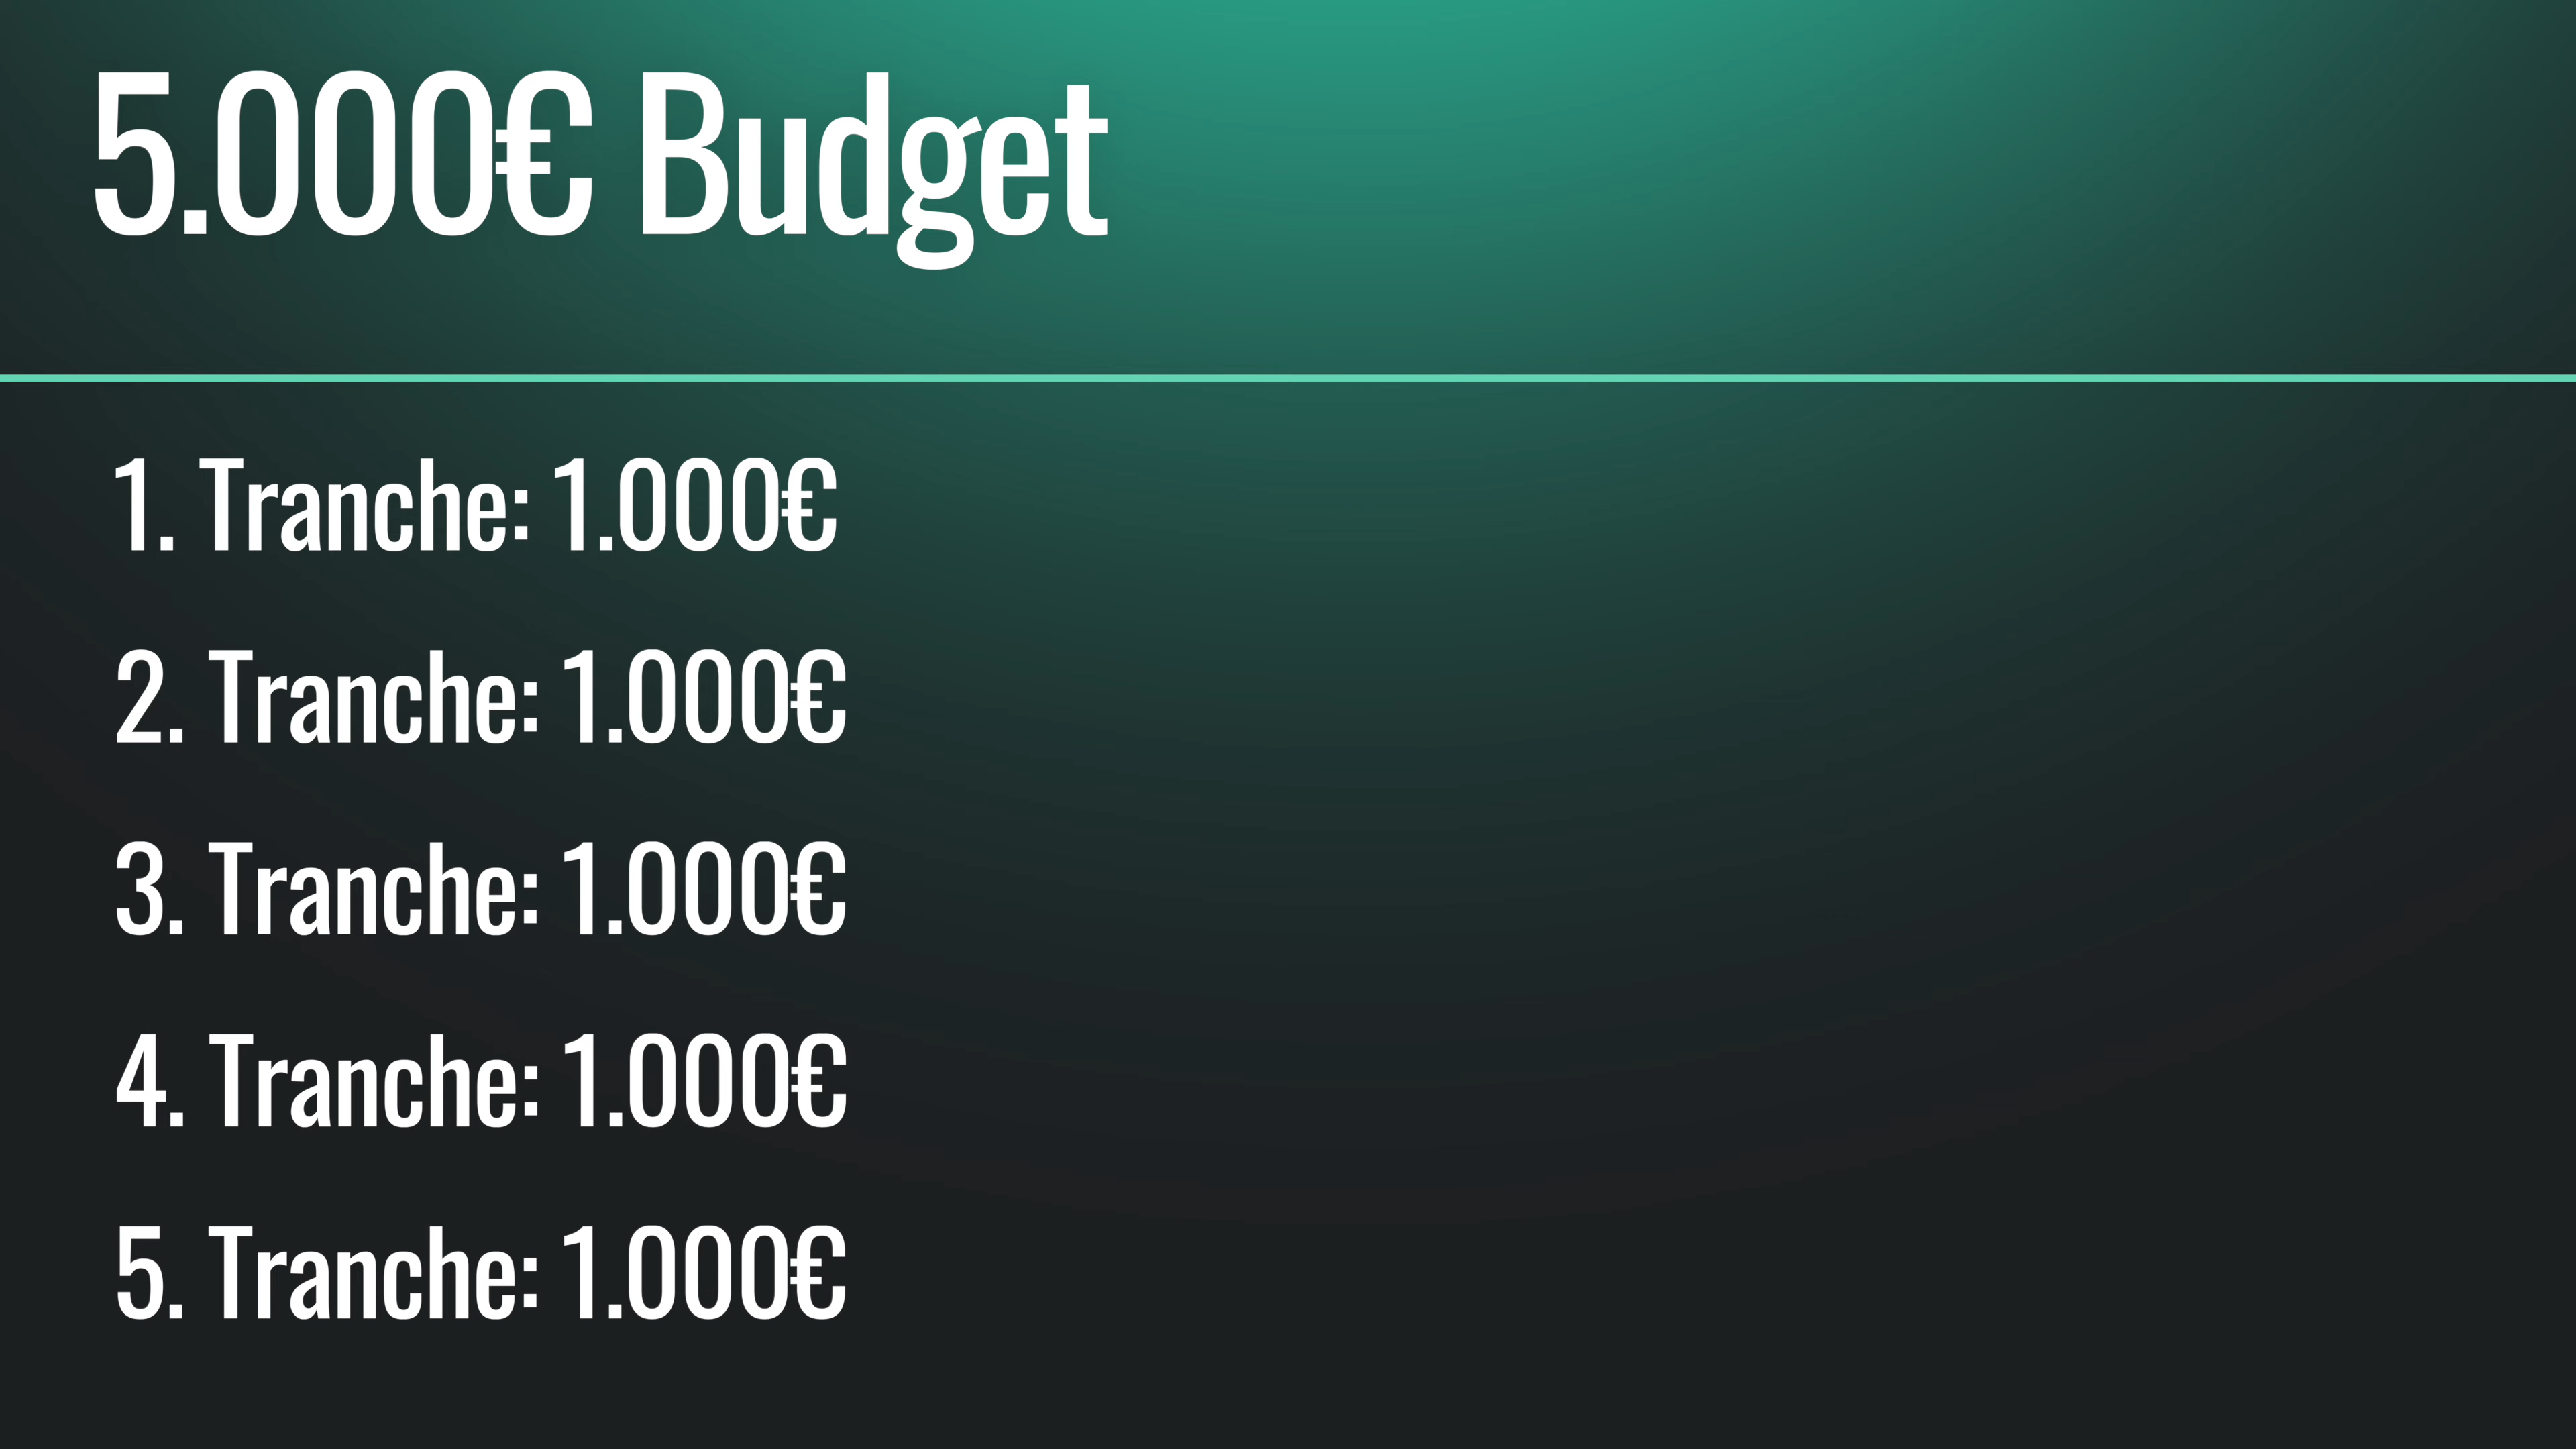 5.000€ Budget
1. Tranche: 1.000€
2. Tranche: 1.000€
3. Tranche: 1.000€
4. Tranche: 1.000€
5. Tranche: 1.000€